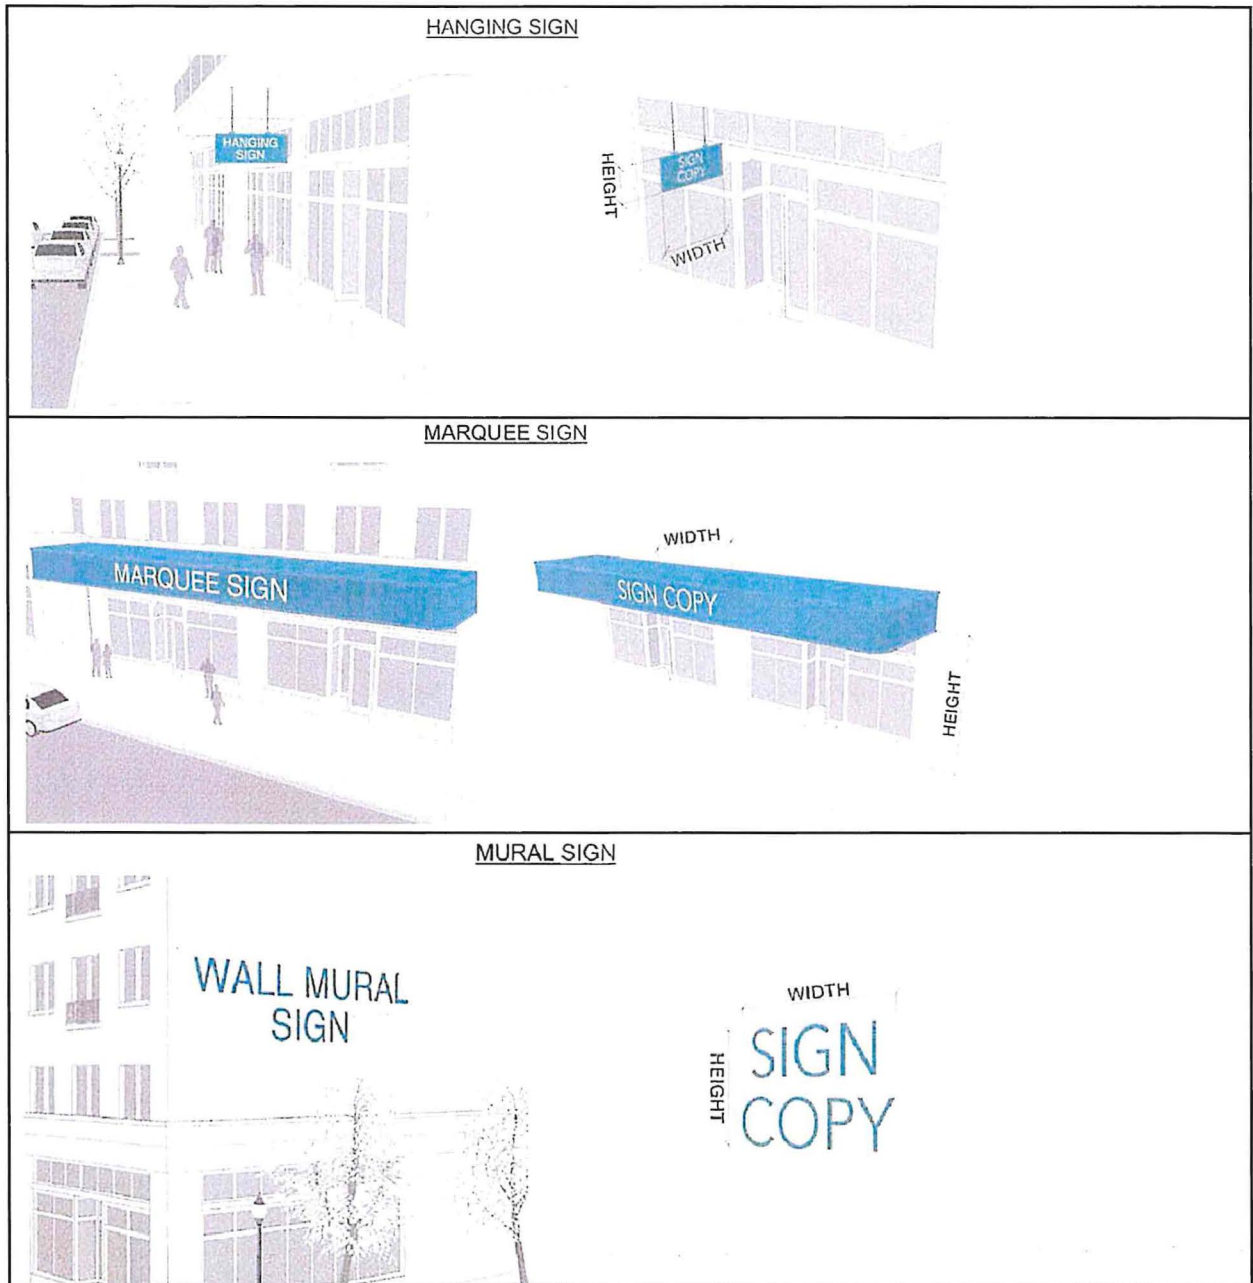 HANGING SIGN
HANGING
SIGN
SIGN
COPY
HEIGHT
WIDTH
MARQUEE SIGN
MARQUEE SIGN
WIDTH
SIGN COPY
HEIGHT
MURAL SIGN
WALL MURAL
SIGN
WIDTH
HEIGHT
SIGN
COPY